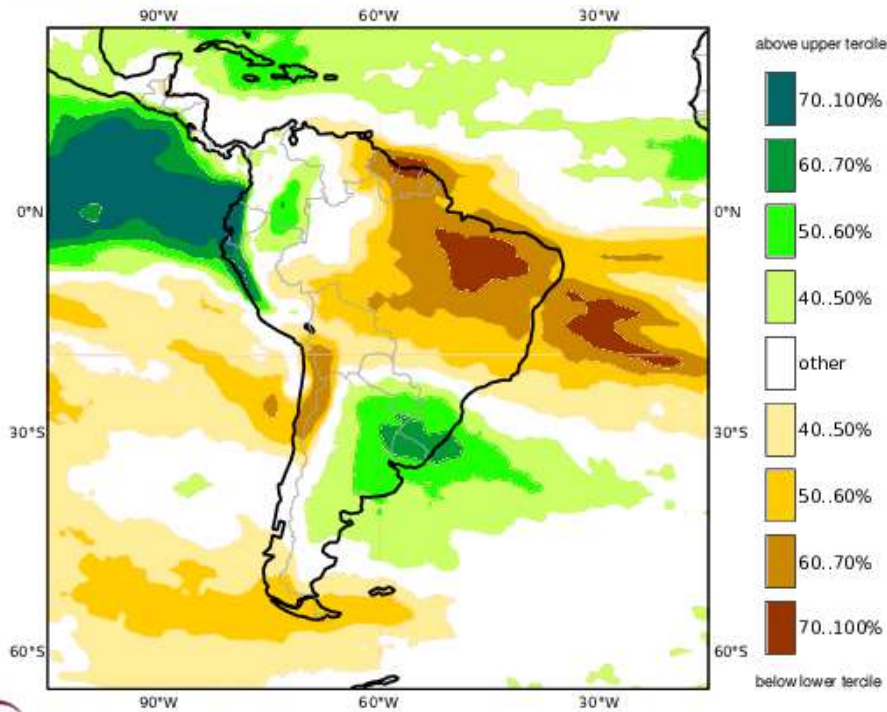 90°W 60°W 30°W
0°N 0°N
30°S 30°S
60°S 60°S
90°W 60°W 30°W
above upper tercile
70..100%
60..70%
50..60%
40..50%
other
40..50%
50..60%
60..70%
70..100%
below lower tercile